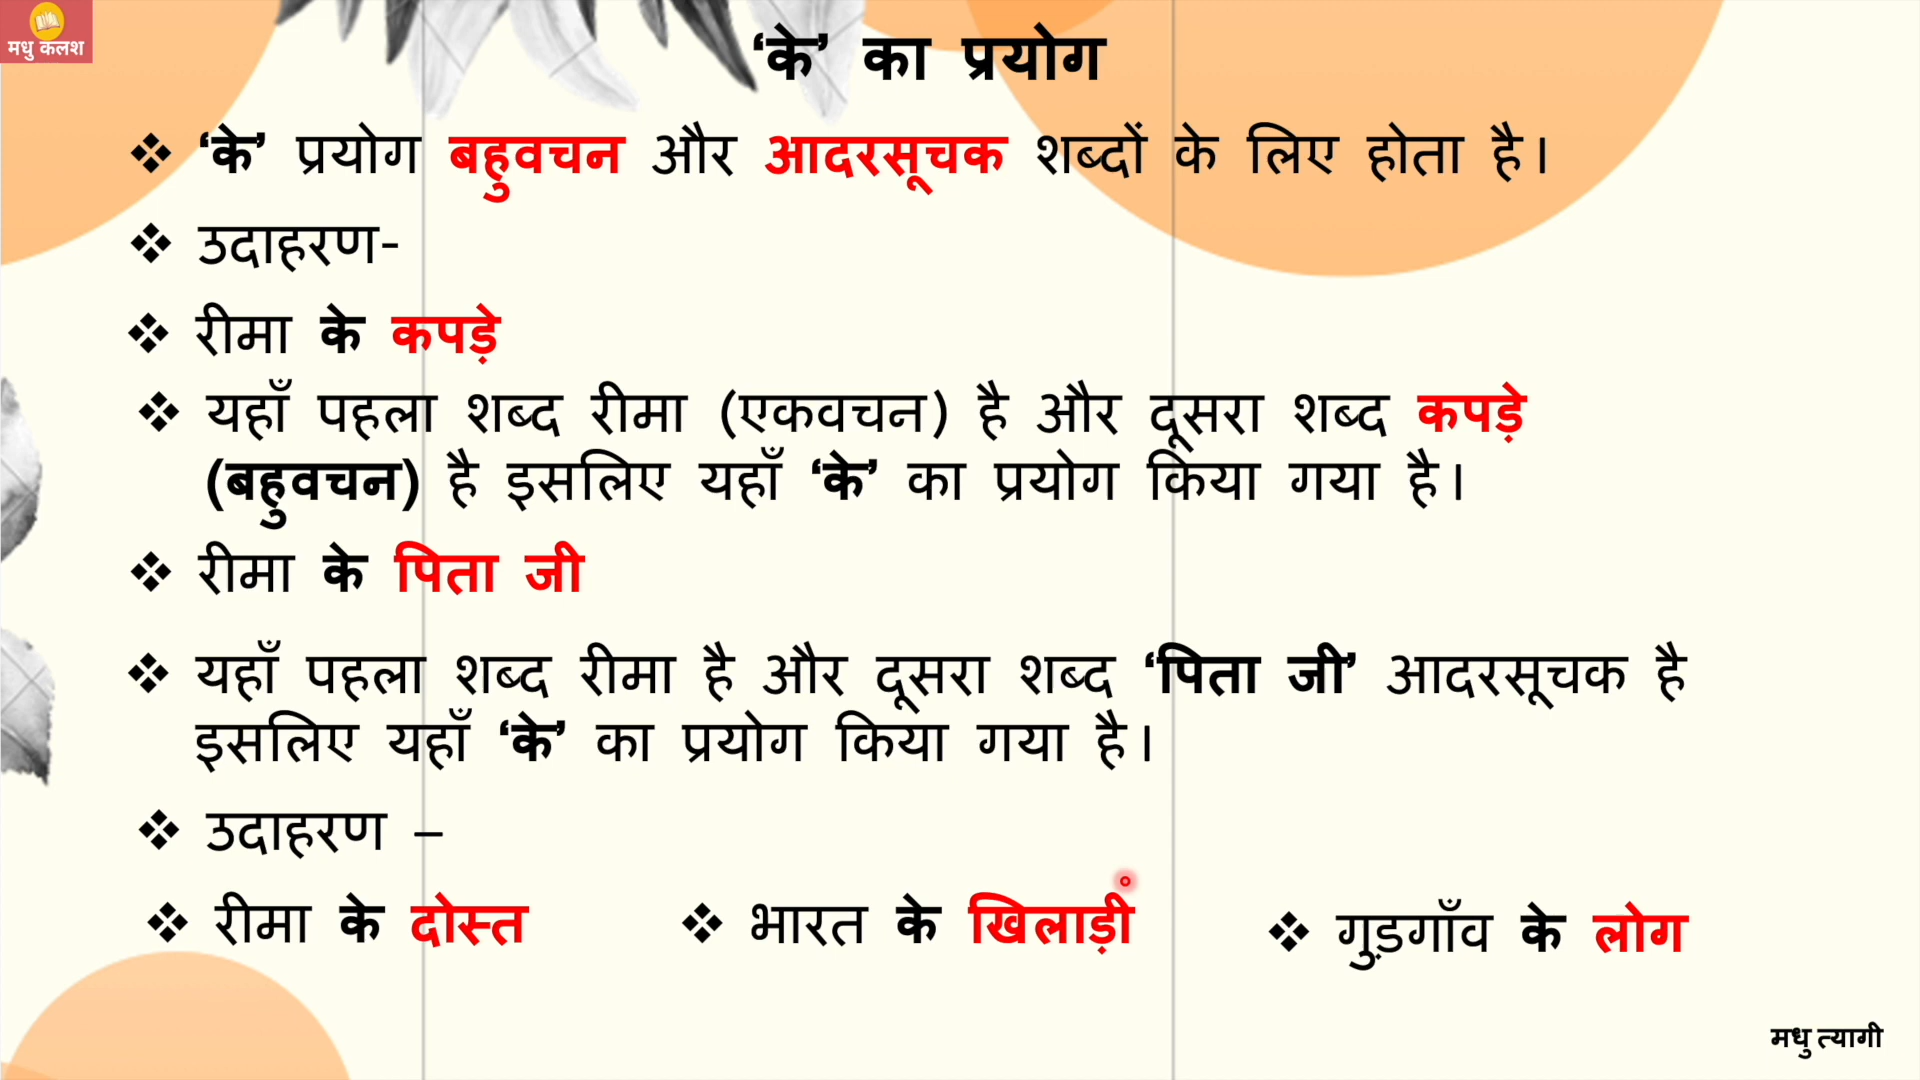 मधु कलश
‘के’ का प्रयोग
❖ ‘के’ प्रयोग बहुवचन और आदरसूचक शब्दों के लिए होता है।
❖ उदाहरण-
❖ रीमा के कपड़े
❖ यहाँ पहला शब्द रीमा (एकवचन) है और दूसरा शब्द कपड़े
(बहुवचन) है इसलिए यहाँ ‘के’ का प्रयोग किया गया है।
❖ रीमा के पिता जी
❖ यहाँ पहला शब्द रीमा है और दूसरा शब्द ‘पिता जी’ आदरसूचक है
इसलिए यहाँ ‘के’ का प्रयोग किया गया है।
❖ उदाहरण –
❖ रीमा के दोस्त ❖ भारत के खिलाड़ी ❖ गुड़गाँव के लोग
मधु त्यागी